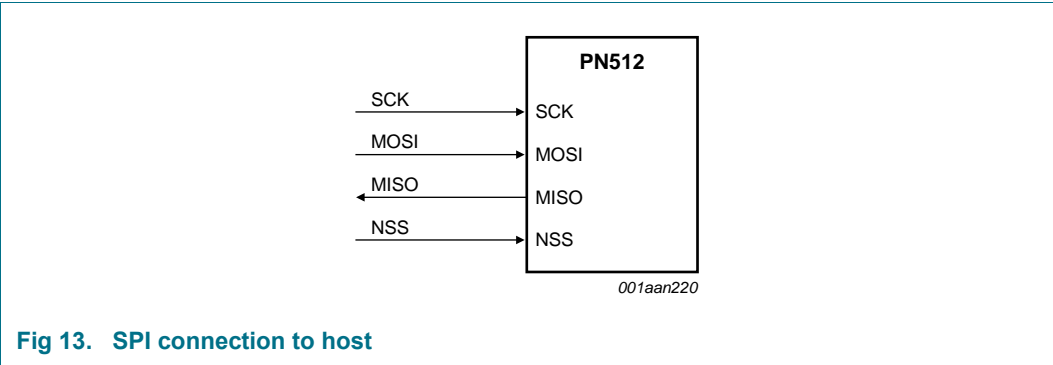 PN512
SCK SCK
MOSI MOSI
MISO MISO
NSS NSS
001aan220
Fig 13. SPI connection to host